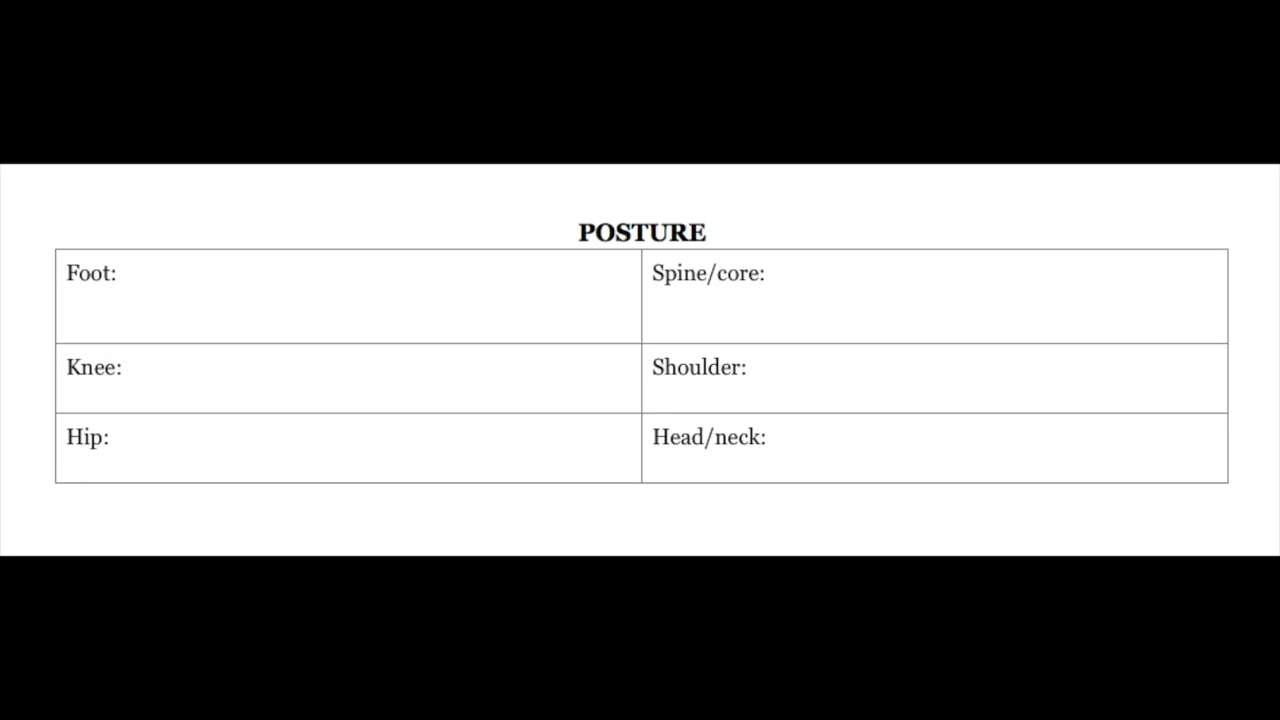 POSTURE
Foot:
Spine/core:
Knee:
Shoulder:
Hip:
Head/neck: